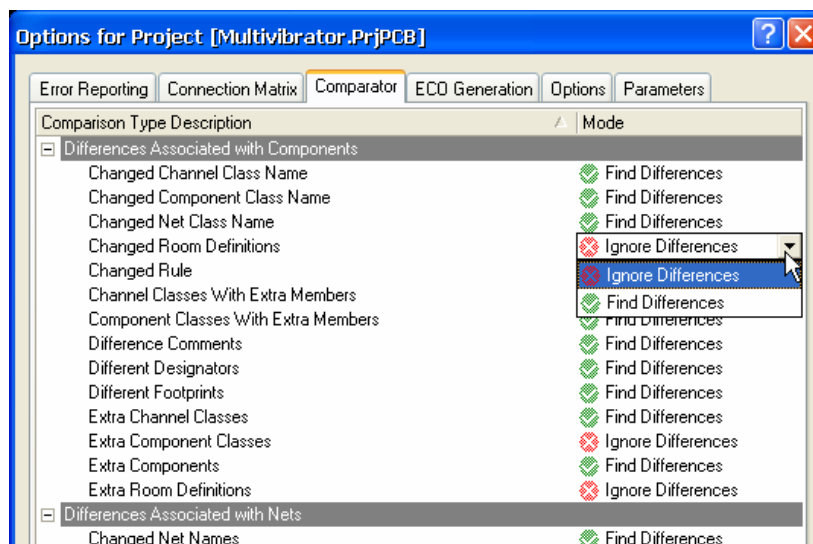 Options for Project [Multivibrator.PrjPCB]
Error Reporting Connection Matrix Comparator ECO Generation Options Parameters
Comparison Type Description Mode
Differences Associated with Components
Changed Channel Class Name Find Differences
Changed Component Class Name Find Differences
Changed Net Class Name Find Differences
Changed Room Definitions Ignore Differences
Changed Rule Ignore Differences
Channel Classes With Extra Members Find Differences
Component Classes With Extra Members Find Differences
Difference Comments Find Differences
Different Designators Find Differences
Different Footprints Find Differences
Extra Channel Classes Find Differences
Extra Component Classes Ignore Differences
Extra Components Find Differences
Extra Room Definitions Ignore Differences
Differences Associated with Nets
Changed Net Names Find Differences